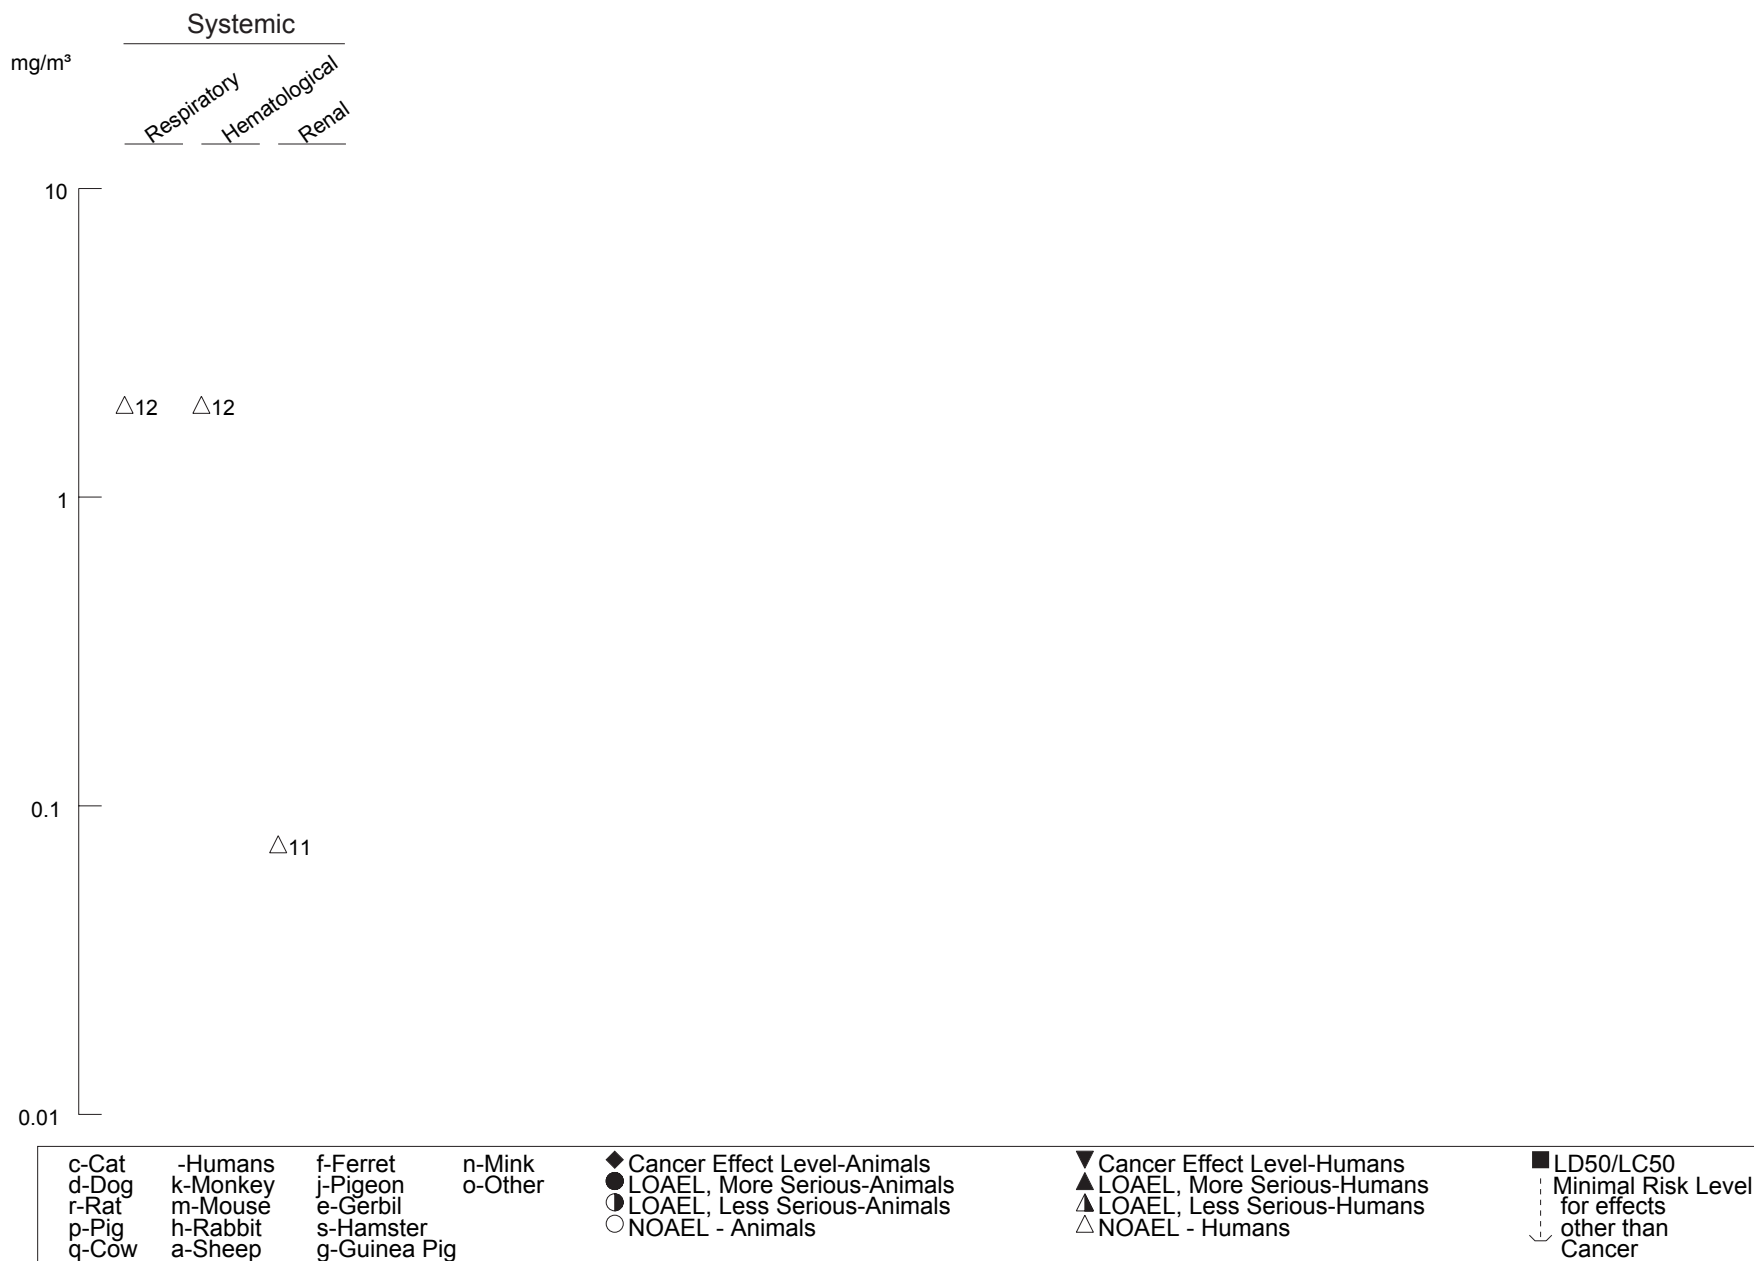 Systemic
mg/m³
Respiratory
Hematological
Renal
10
△12 △12
1
0.1
△11
0.01
c-Cat -Humans f-Ferret n-Mink ◆ Cancer Effect Level-Animals ▼ Cancer Effect Level-Humans ■ LD50/LC50
d-Dog k-Monkey j-Pigeon o-Other ● LOAEL, More Serious-Animals ▲ LOAEL, More Serious-Humans Minimal Risk Level
r-Rat m-Mouse e-Gerbil ◑ LOAEL, Less Serious-Animals ◮ LOAEL, Less Serious-Humans for effects
p-Pig h-Rabbit s-Hamster ○ NOAEL - Animals △ NOAEL - Humans other than
q-Cow a-Sheep g-Guinea Pig Cancer